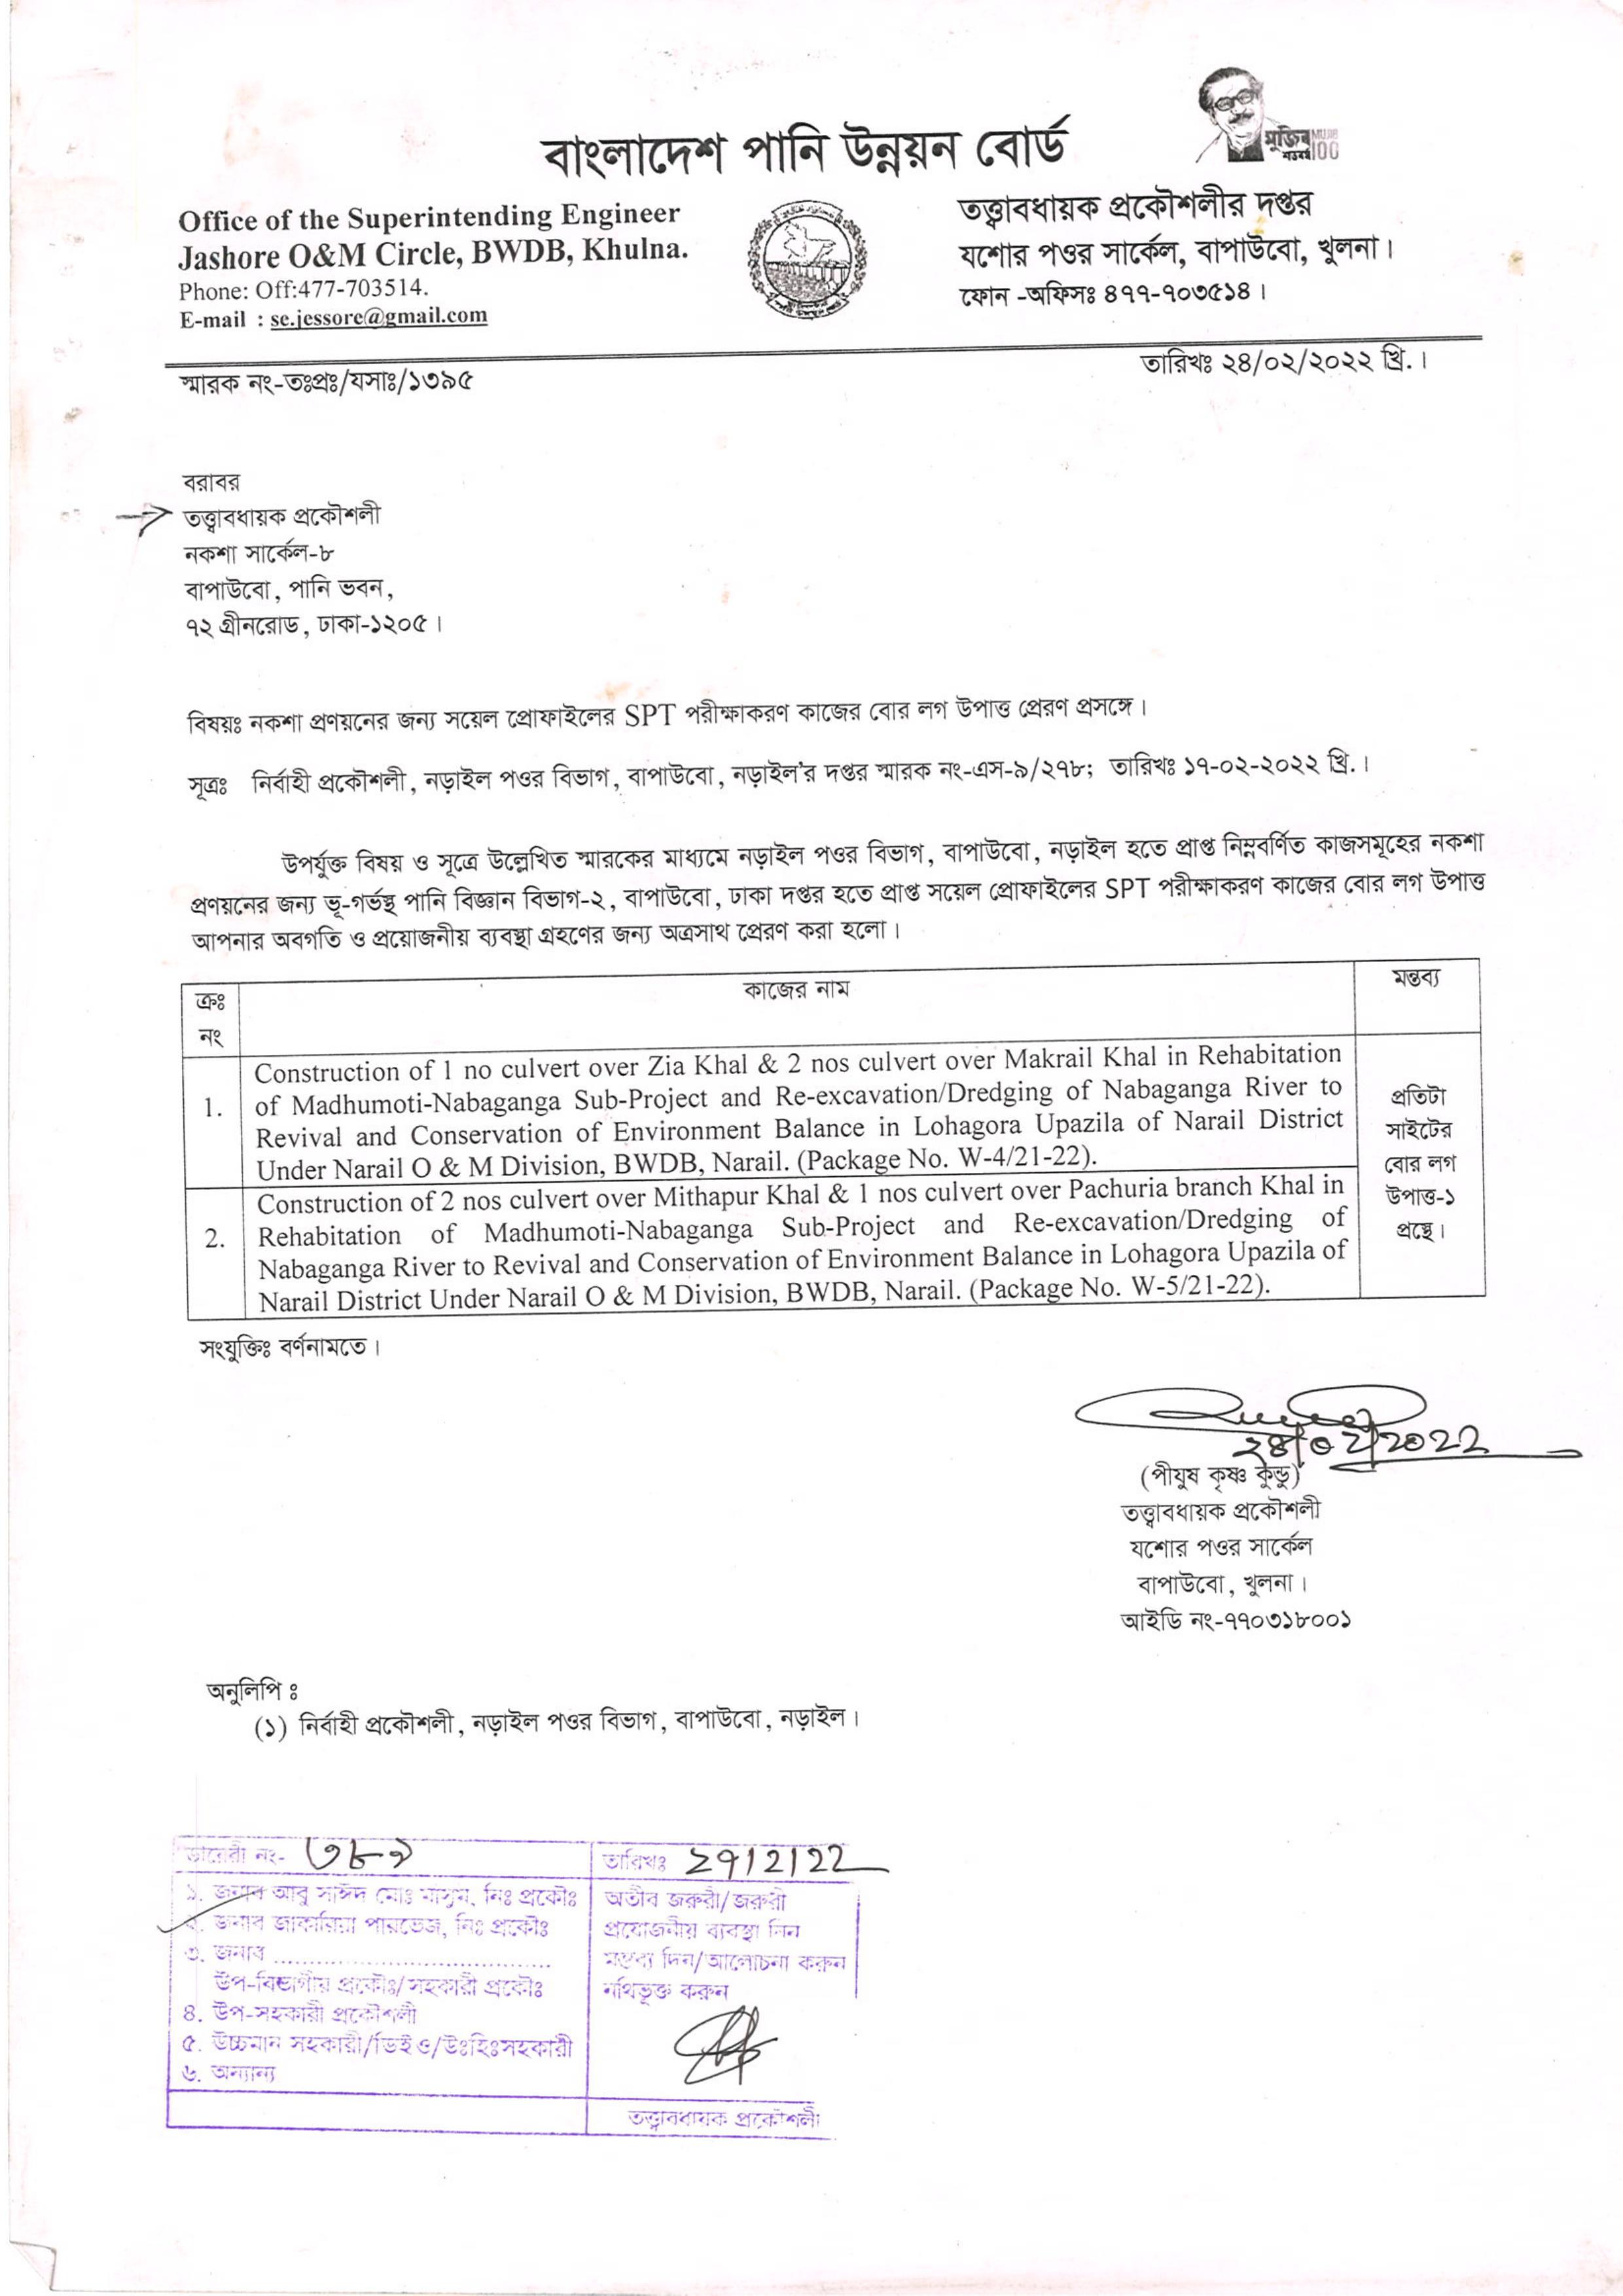 বাংলাদেশ পানি উন্নয়ন বোর্ড
মুজিব MUJIB
শতবর্ষ 100
Office of the Superintending Engineer
Jashore O&M Circle, BWDB, Khulna.
Phone: Off:477-703514.
E-mail : se.jessore@gmail.com
তত্ত্বাবধায়ক প্রকৌশলীর দপ্তর
যশোর পওর সার্কেল, বাপাউবো, খুলনা।
ফোন -অফিসঃ ৪৭৭-৭০৩৫১৪।
স্মারক নং-তঃপ্রঃ/যসাঃ/১৩৯৫
তারিখঃ ২৪/০২/২০২২ খ্রি.।
বরাবর
তত্ত্বাবধায়ক প্রকৌশলী
নকশা সার্কেল-৮
বাপাউবো, পানি ভবন,
৭২ গ্রীনরোড, ঢাকা-১২০৫।
বিষয়ঃ নকশা প্রণয়নের জন্য সয়েল প্রোফাইলের SPT পরীক্ষাকরণ কাজের বোর লগ উপাত্ত প্রেরণ প্রসঙ্গে।
সূত্রঃ নির্বাহী প্রকৌশলী, নড়াইল পওর বিভাগ, বাপাউবো, নড়াইল'র দপ্তর স্মারক নং-এস-৯/২৭৮; তারিখঃ ১৭-০২-২০২২ খ্রি.।
উপর্যুক্ত বিষয় ও সূত্রে উল্লেখিত স্মারকের মাধ্যমে নড়াইল পওর বিভাগ, বাপাউবো, নড়াইল হতে প্রাপ্ত নিম্নবর্ণিত কাজসমূহের নকশা
প্রণয়নের জন্য ভূ-গর্ভস্থ পানি বিজ্ঞান বিভাগ-২, বাপাউবো, ঢাকা দপ্তর হতে প্রাপ্ত সয়েল প্রোফাইলের SPT পরীক্ষাকরণ কাজের বোর লগ উপাত্ত
আপনার অবগতি ও প্রয়োজনীয় ব্যবস্থা গ্রহণের জন্য অত্রসাথ প্রেরণ করা হলো।
ক্রঃ নং
কাজের নাম
মন্তব্য
1.
Construction of 1 no culvert over Zia Khal & 2 nos culvert over Makrail Khal in Rehabitation
of Madhumoti-Nabaganga Sub-Project and Re-excavation/Dredging of Nabaganga River to
Revival and Conservation of Environment Balance in Lohagora Upazila of Narail District
Under Narail O & M Division, BWDB, Narail. (Package No. W-4/21-22).
2.
Construction of 2 nos culvert over Mithapur Khal & 1 nos culvert over Pachuria branch Khal in
Rehabitation of Madhumoti-Nabaganga Sub-Project and Re-excavation/Dredging of
Nabaganga River to Revival and Conservation of Environment Balance in Lohagora Upazila of
Narail District Under Narail O & M Division, BWDB, Narail. (Package No. W-5/21-22).
প্রতিটা
সাইটের
বোর লগ
উপাত্ত-১
প্রস্থে।
সংযুক্তিঃ বর্ণনামতে।
২৪/০২/২০২২
(পীযুষ কৃষ্ণ কুন্ডু)
তত্ত্বাবধায়ক প্রকৌশলী
যশোর পওর সার্কেল
বাপাউবো, খুলনা।
আইডি নং-৭৭০৩১৮০০১
অনুলিপি ঃ
(১) নির্বাহী প্রকৌশলী, নড়াইল পওর বিভাগ, বাপাউবো, নড়াইল।
ডায়েরী নং- ৩৮৯
তারিখঃ ২৭/2/22
১. জনাব আবু সাঈদ মোঃ মাসুম, নিঃ প্রকৌঃ
২. জনাব জাকারিয়া পারভেজ, নিঃ প্রকৌঃ
৩. জনাব ....................................
উপ-বিভাগীয় প্রকৌঃ/সহকারী প্রকৌঃ
৪. উপ-সহকারী প্রকৌশলী
৫. উচ্চমান সহকারী/ডিইও/উঃহিঃসহকারী
৬. অন্যান্য
অতীব জরুরী/জরুরী
প্রয়োজনীয় ব্যবস্থা নিন
মন্তব্য দিন/আলোচনা করুন
নথিভূক্ত করুন
তত্ত্বাবধায়ক প্রকৌশলী